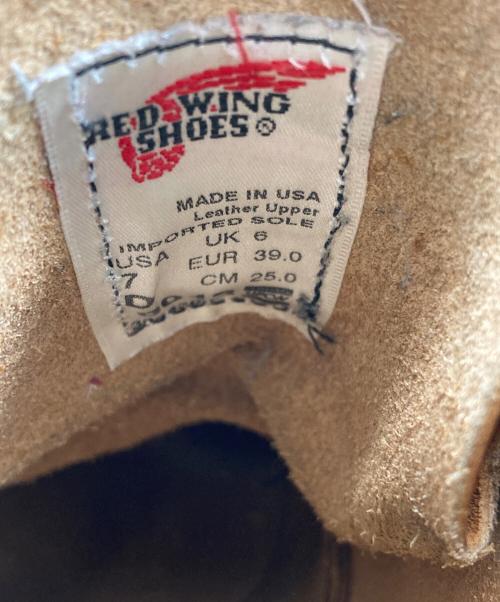 RED WING
SHOES®
MADE IN USA
Leather Upper
IMPORTED SOLE
UK 6
USA EUR 39.0
7 CM 25.0
D